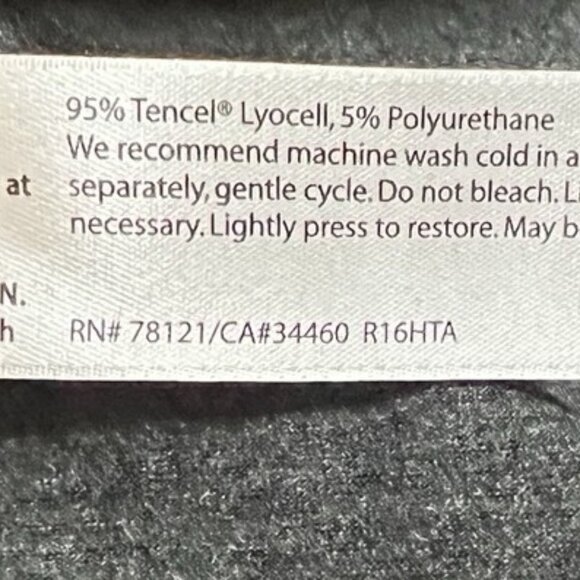 95% Tencel® Lyocell, 5% Polyurethane
We recommend machine wash cold in a
at separately, gentle cycle. Do not bleach. Li
necessary. Lightly press to restore. May b
N.
h RN# 78121/CA#34460 R16HTA